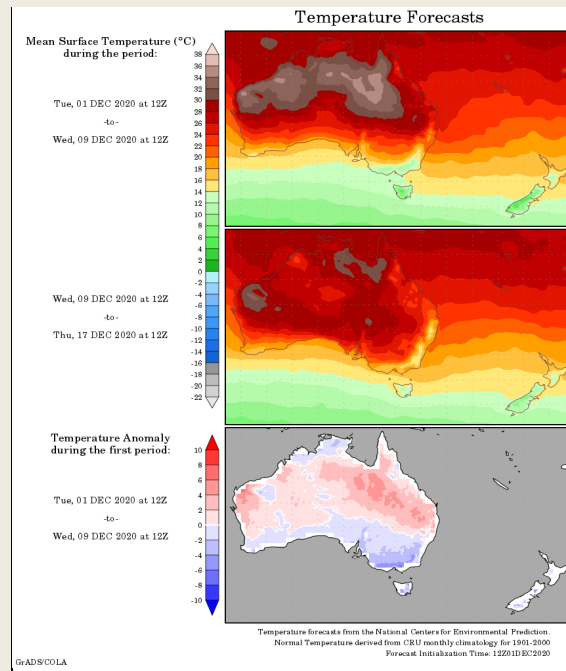 Temperature Forecasts
Mean Surface Temperature (°C)
during the period:
Tue, 01 DEC 2020 at 12Z
-to-
Wed, 09 DEC 2020 at 12Z
38
36
34
32
30
28
26
24
22
20
18
16
14
12
10
8
6
4
2
0
-2
-4
-6
-8
-10
-12
-14
-16
-18
-20
-22
Wed, 09 DEC 2020 at 12Z
-to-
Thu, 17 DEC 2020 at 12Z
Temperature Anomaly
during the first period:
Tue, 01 DEC 2020 at 12Z
-to-
Wed, 09 DEC 2020 at 12Z
10
8
6
4
2
0
-2
-4
-6
-8
-10
Temperature forecasts from the National Centers for Environmental Prediction.
Normal Temperature derived from CRU monthly climatology for 1901-2000
Forecast Initialization Time: 12Z01DEC2020
GrADS/COLA